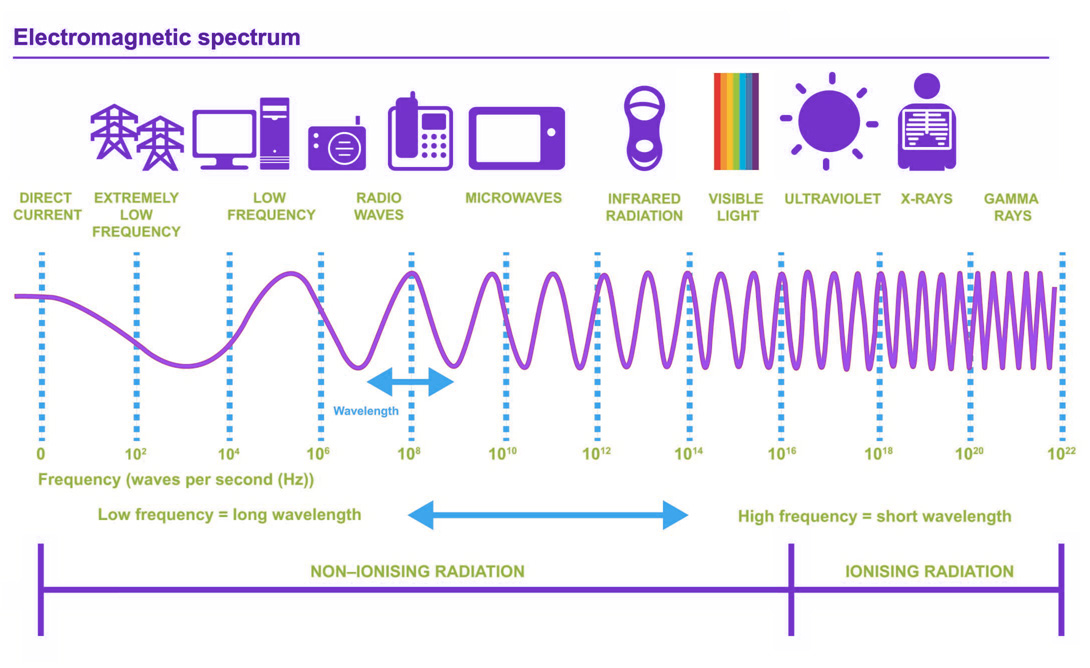 Electromagnetic spectrum
DIRECT
CURRENT
EXTREMELY
LOW
FREQUENCY
LOW
FREQUENCY
RADIO
WAVES
MICROWAVES
INFRARED
RADIATION
VISIBLE
LIGHT
ULTRAVIOLET
X-RAYS
GAMMA
RAYS
Wavelength
0 10² 10⁴ 10⁶ 10⁸ 10¹⁰ 10¹² 10¹⁴ 10¹⁶ 10¹⁸ 10²⁰ 10²²
Frequency (waves per second (Hz))
Low frequency = long wavelength
High frequency = short wavelength
NON–IONISING RADIATION
IONISING RADIATION